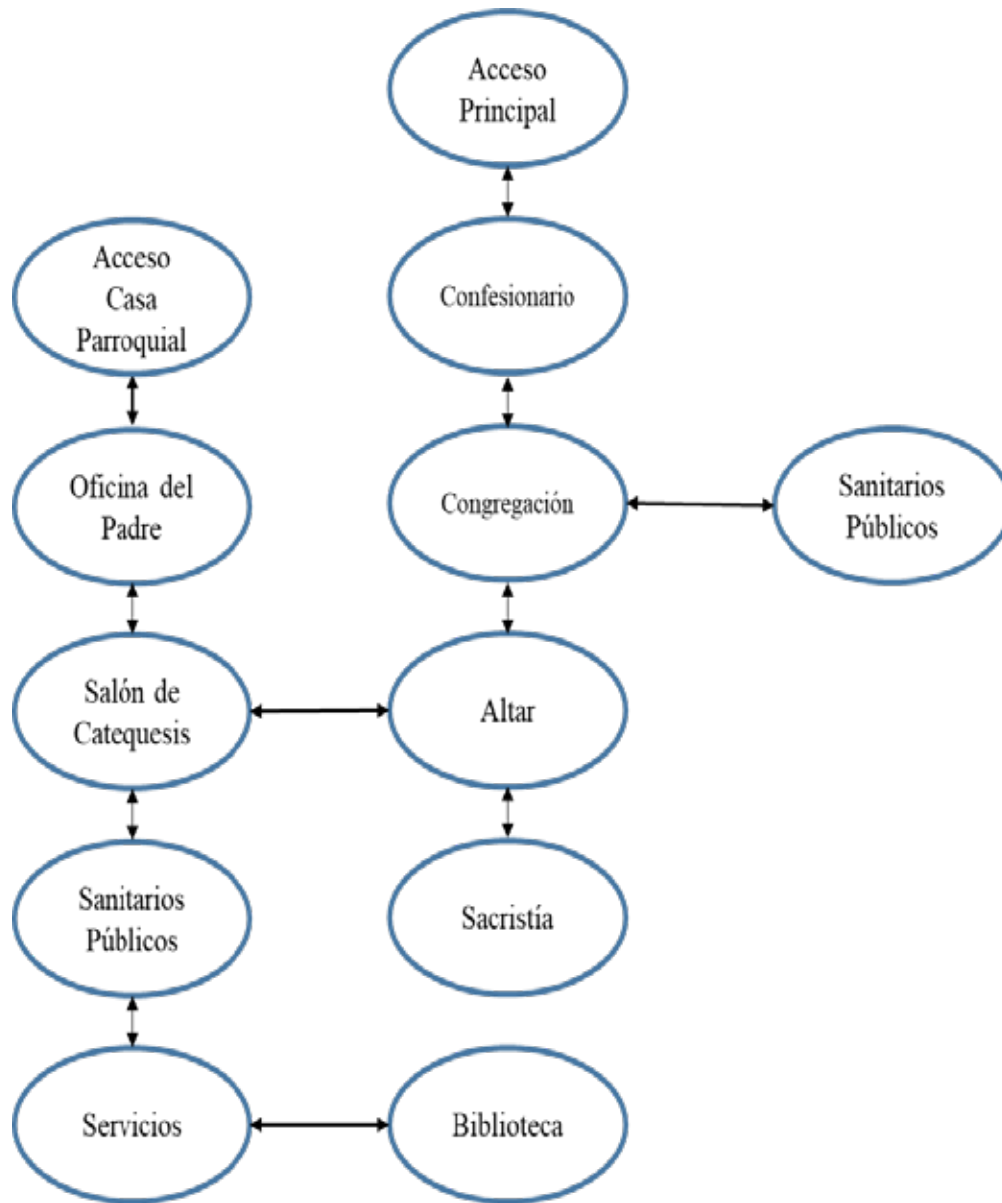 Acceso
Principal
Acceso
Casa
Parroquial
Confesionario
Oficina del
Padre
Congregación
Sanitarios
Públicos
Salón de
Catequesis
Altar
Sanitarios
Públicos
Sacristía
Servicios
Biblioteca